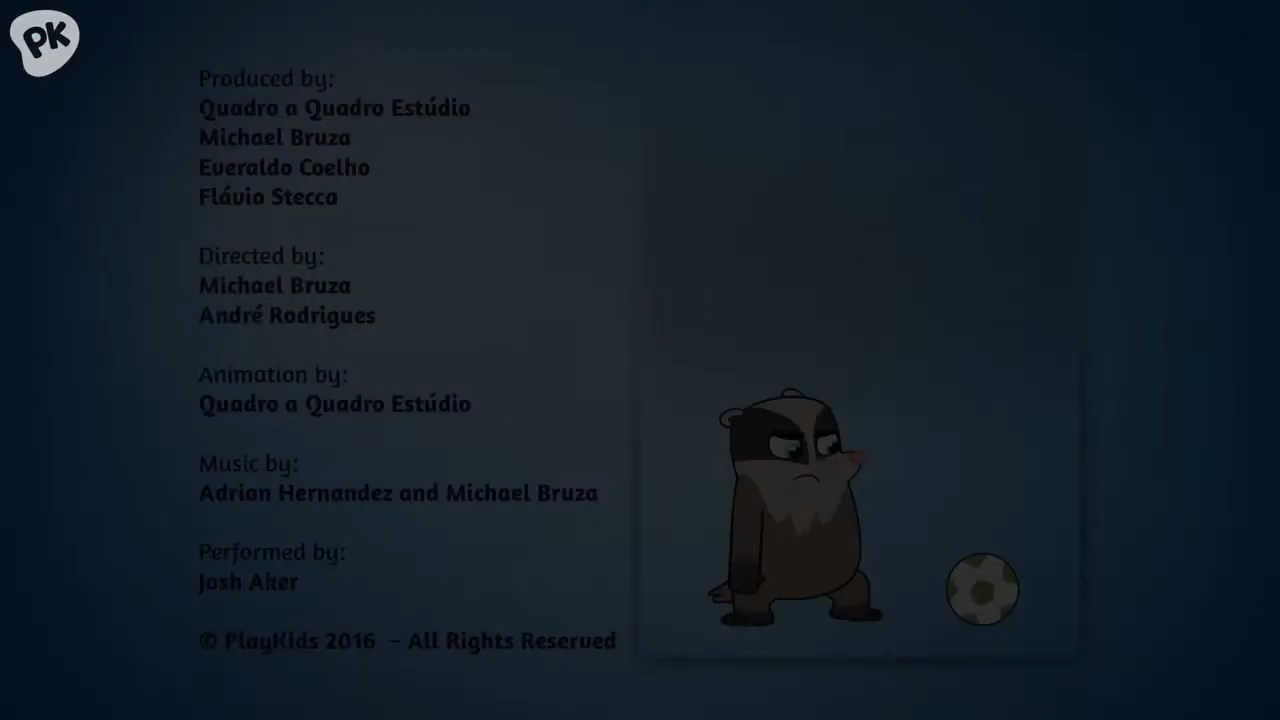 PK
Produced by:
Quadro a Quadro Estúdio
Michael Bruza
Everaldo Coelho
Flávio Stecca
Directed by:
Michael Bruza
André Rodrigues
Animation by:
Quadro a Quadro Estúdio
Music by:
Adrian Hernandez and Michael Bruza
Performed by:
Josh Aker
© PlayKids 2016 - All Rights Reserved